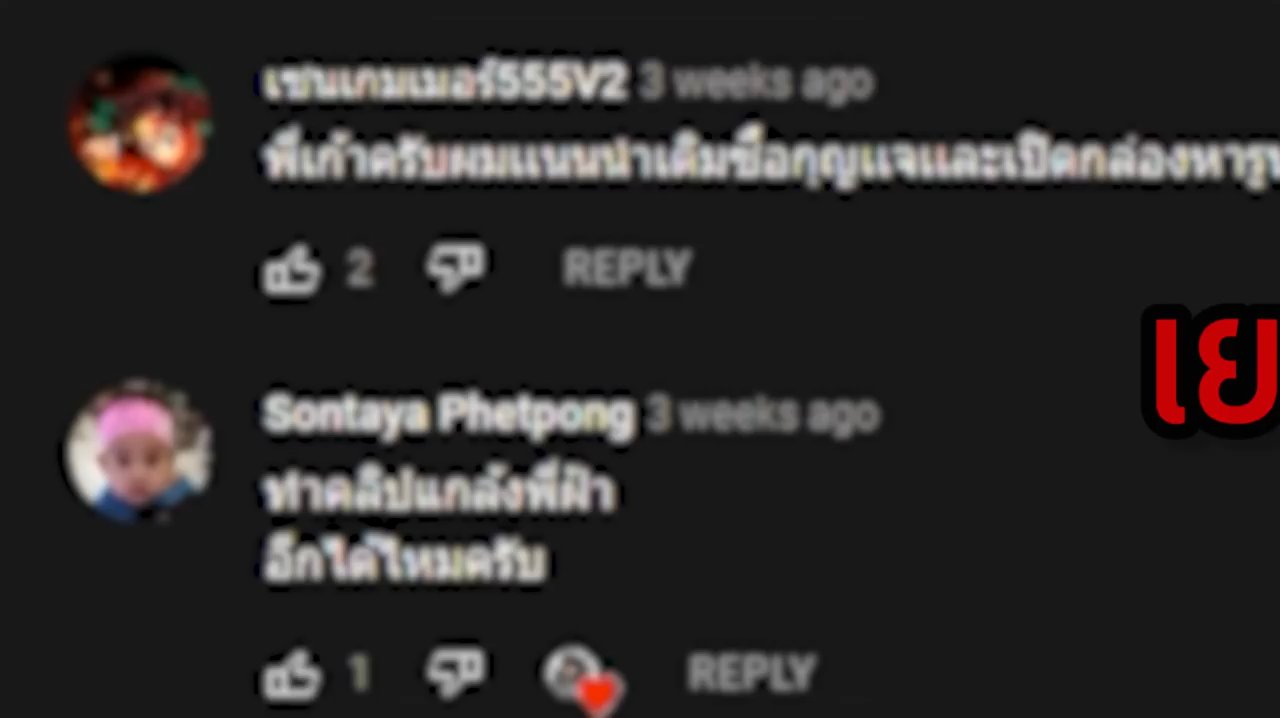 เซนเกมเมอร์555V2 3 weeks ago
พี่เก้าครับผมแนนนำเติมซื้อกุญแจและเปิดกล่องหารูน
2
REPLY
เย
Sontaya Phetpong 3 weeks ago
ทำคลิปแกล้งพี่ฝ้า
อีกได้ไหมครับ
1
REPLY